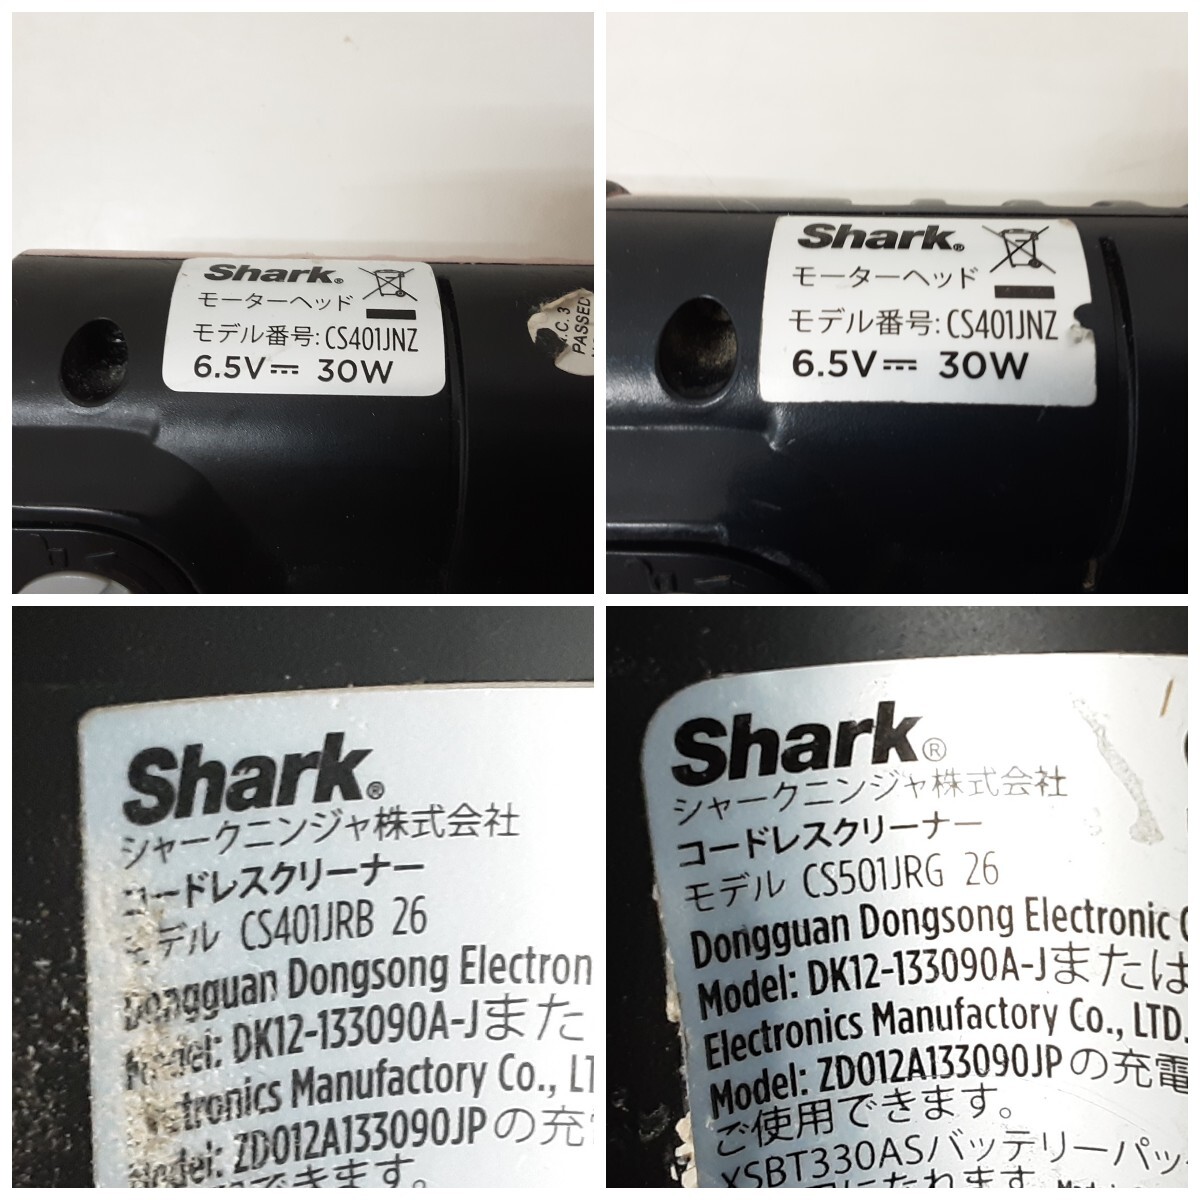 Shark®
モーターヘッド
モデル番号: CS401JNZ
6.5V⎓ 30W
PASSED
Shark®
モーターヘッド
モデル番号: CS401JNZ
6.5V⎓ 30W
Shark®
シャークニンジャ株式会社
コードレスクリーナー
モデル CS401JRB 26
Dongguan Dongsong Electron
Model: DK12-133090A-Jまた
Electronics Manufactory Co., LT
Model: ZD012A133090JPの充
できます。
Shark®
シャークニンジャ株式会社
コードレスクリーナー
モデル CS501JRG 26
Dongguan Dongsong Electronic
Model: DK12-133090A-Jまたは
Electronics Manufactory Co., LTD.
Model: ZD012A133090JPの充電
ご使用できます。
XSBT330ASバッテリーパッ